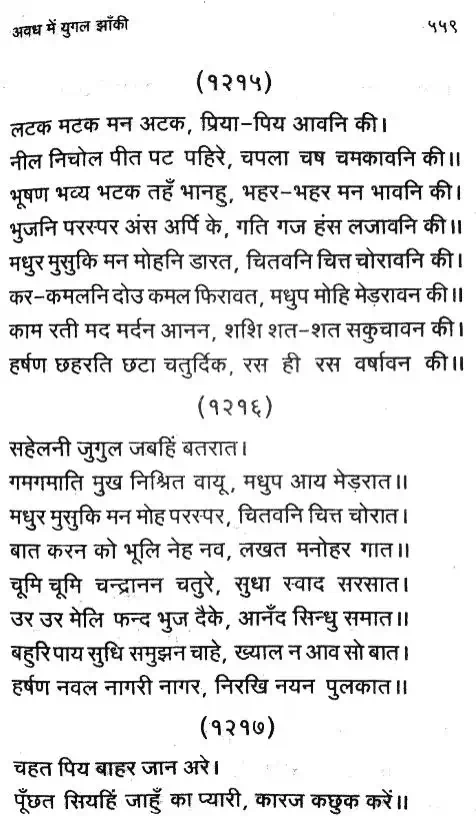 अवध में युगल झाँकी
५५९
(१२१५)
लटक मटक मन अटक, प्रिया-पिय आवनि की।
नील निचोल पीत पट पहिरे, चपला चष चमकावनि की॥
भूषण भव्य भटक तहँ भानहु, भहर-भहर मन भावनि की।
भुजनि परस्पर अंस अर्पि के, गति गज हंस लजावनि की॥
मधुर मुसुकि मन मोहनि डारत, चितवनि चित्त चोरावनि की।
कर-कमलनि दोउ कमल फिरावत, मधुप मोहि मेड़रावन की॥
काम रती मद मर्दन आनन, शशि शत-शत सकुचावन की।
हर्षण छहरति छटा चतुर्दिक, रस ही रस वर्षावन की॥
(१२१६)
सहेलनी जुगुल जबहिं बतरात।
गमगमाति मुख निश्रित वायू, मधुप आय मेड़रात॥
मधुर मुसुकि मन मोह परस्पर, चितवनि चित्त चोरात।
बात करन को भूलि नेह नव, लखत मनोहर गात॥
चूमि चूमि चन्द्रानन चतुरे, सुधा स्वाद सरसात।
उर उर मेलि फन्द भुज दैके, आनँद सिन्धु समात॥
बहुरि पाय सुधि समुझन चाहे, ख्याल न आव सो बात।
हर्षण नवल नागरी नागर, निरखि नयन पुलकात॥
(१२१७)
चहत पिय बाहर जान अरे।
पूँछत सियहिं जाहुँ का प्यारी, कारज कछुक करें॥